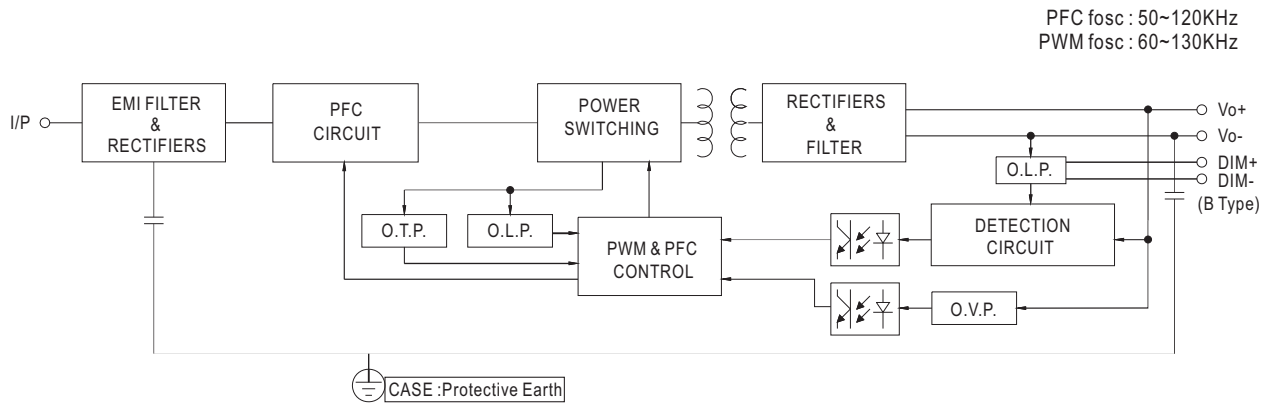 PFC fosc : 50~120KHz
PWM fosc : 60~130KHz
I/P
EMI FILTER
&
RECTIFIERS
PFC
CIRCUIT
POWER
SWITCHING
RECTIFIERS
&
FILTER
Vo+
Vo-
DIM+
DIM-
(B Type)
O.L.P.
O.T.P.
O.L.P.
PWM & PFC
CONTROL
DETECTION
CIRCUIT
O.V.P.
CASE :Protective Earth